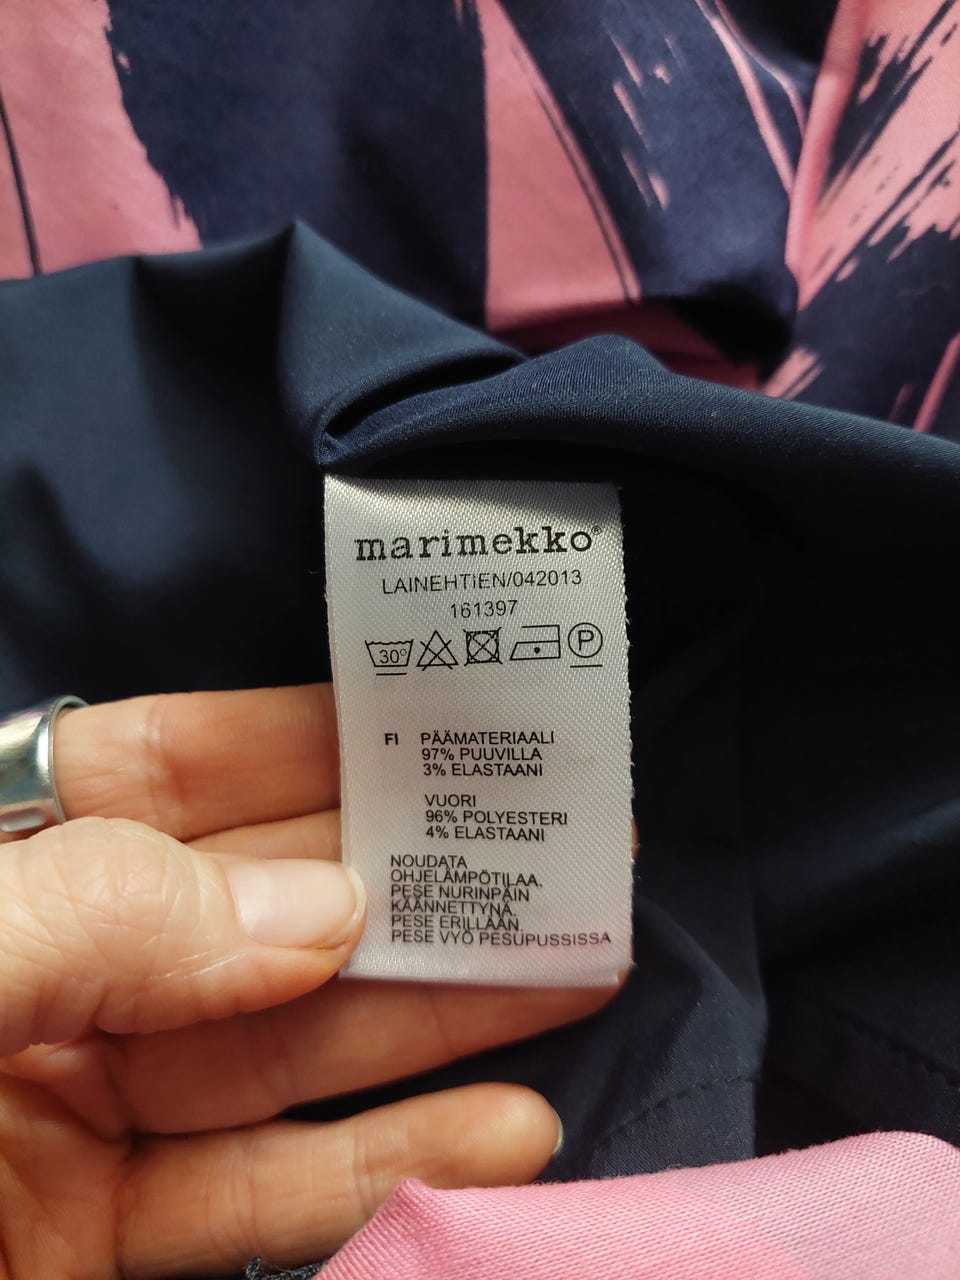 marimekko®
LAINEHTIEN/042013
161397
30° P
FI PÄÄMATERIAALI
97% PUUVILLA
3% ELASTAANI
VUORI
96% POLYESTERI
4% ELASTAANI
NOUDATA
OHJELÄMPÖTILAA.
PESE NURINPÄIN
KÄÄNNETTYNÄ.
PESE ERILLÄÄN.
PESE VYÖ PESUPUSSISSA